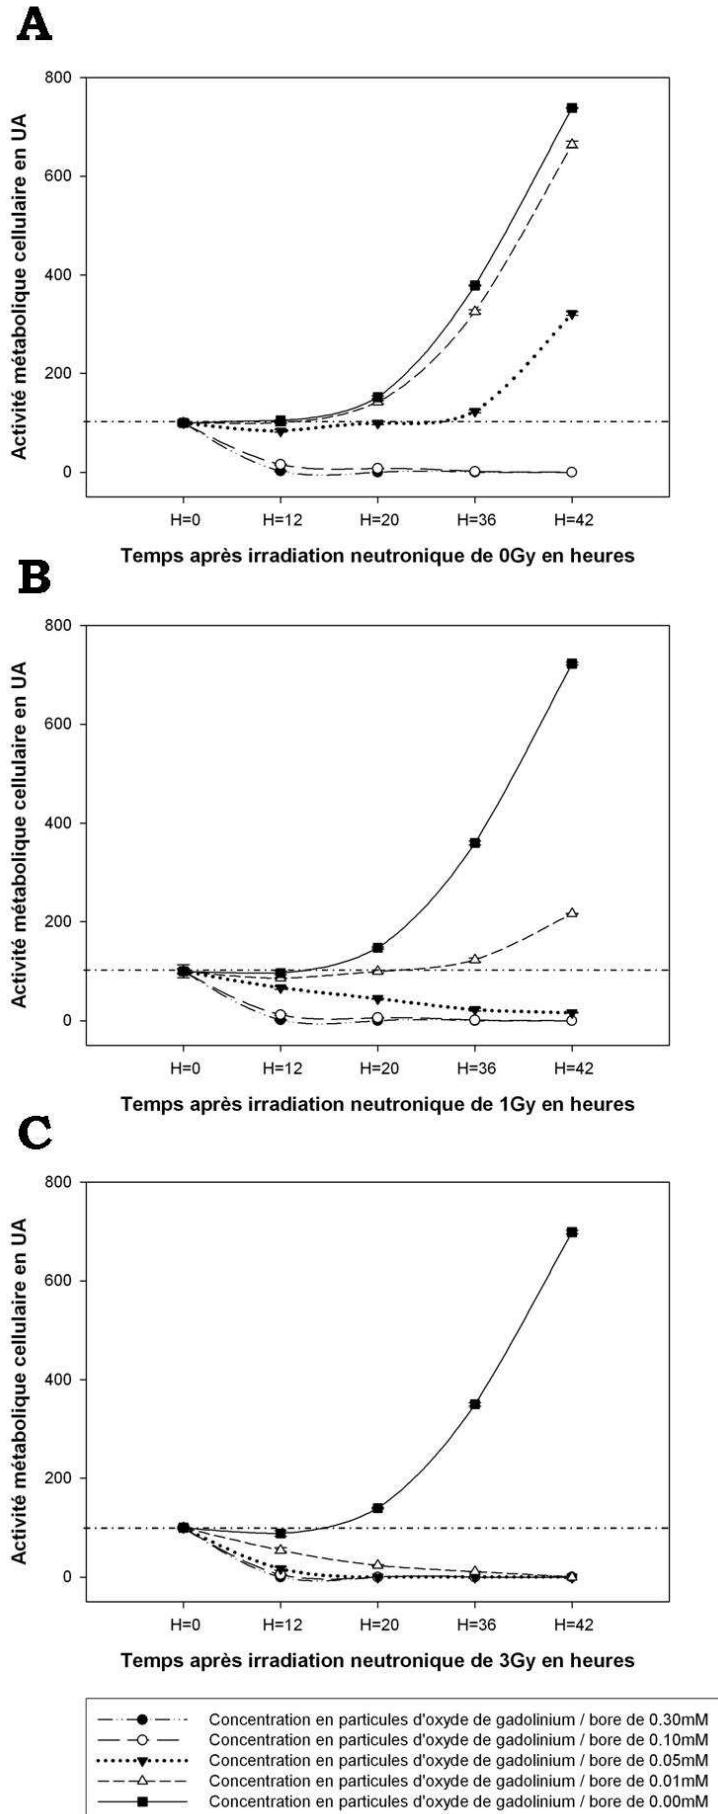 A
800
600
400
200
0
Activité métabolique cellulaire en UA
H=0 H=12 H=20 H=36 H=42
Temps après irradiation neutronique de 0Gy en heures
B
800
600
400
200
0
Activité métabolique cellulaire en UA
H=0 H=12 H=20 H=36 H=42
Temps après irradiation neutronique de 1Gy en heures
C
800
600
400
200
0
Activité métabolique cellulaire en UA
H=0 H=12 H=20 H=36 H=42
Temps après irradiation neutronique de 3Gy en heures
Concentration en particules d'oxyde de gadolinium / bore de 0.30mM
Concentration en particules d'oxyde de gadolinium / bore de 0.10mM
Concentration en particules d'oxyde de gadolinium / bore de 0.05mM
Concentration en particules d'oxyde de gadolinium / bore de 0.01mM
Concentration en particules d'oxyde de gadolinium / bore de 0.00mM